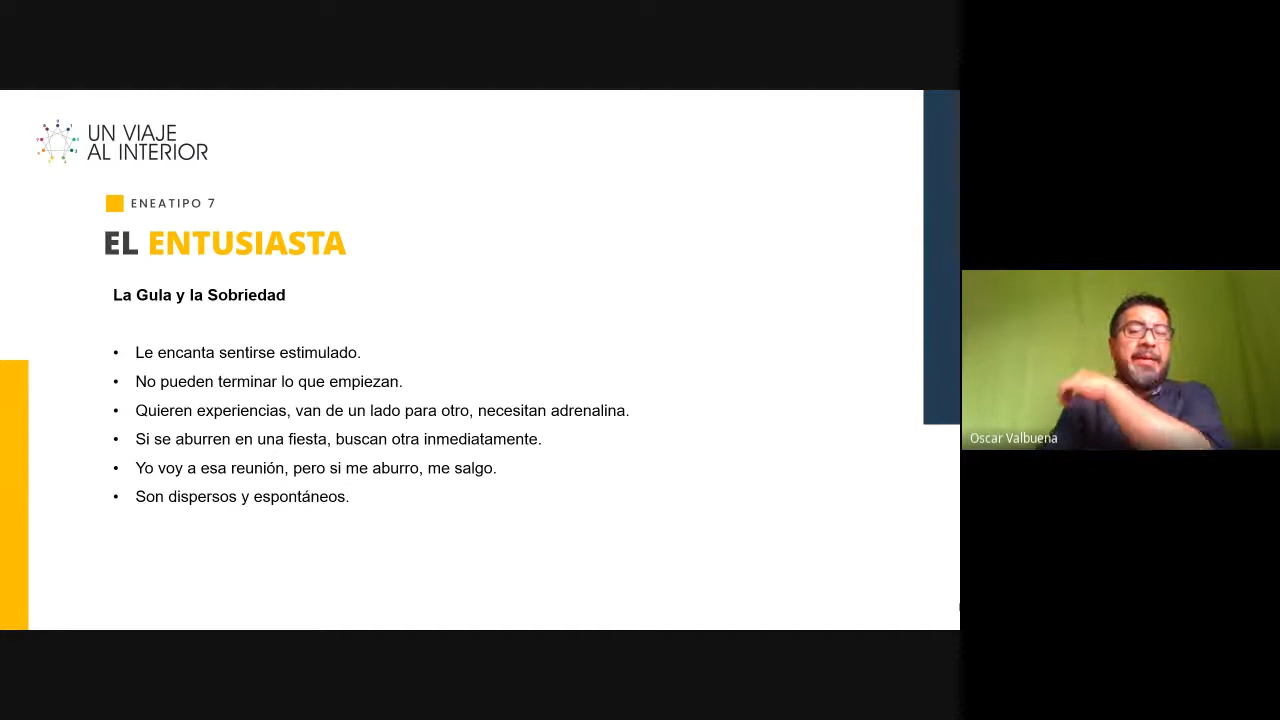 UN VIAJE
AL INTERIOR
ENEATIPO 7
EL ENTUSIASTA
La Gula y la Sobriedad
• Le encanta sentirse estimulado.
• No pueden terminar lo que empiezan.
• Quieren experiencias, van de un lado para otro, necesitan adrenalina.
• Si se aburren en una fiesta, buscan otra inmediatamente.
• Yo voy a esa reunión, pero si me aburro, me salgo.
• Son dispersos y espontáneos.
Oscar Valbuena